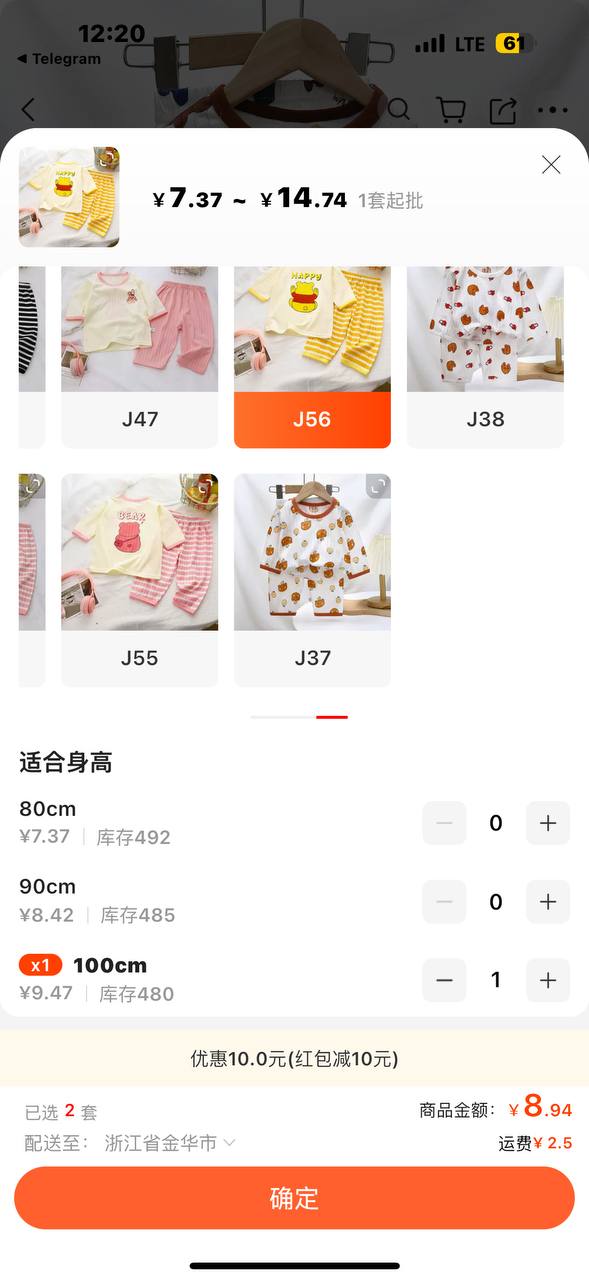 12:20
LTE 61
◀ Telegram
¥7.37 ~ ¥14.74 1套起批
HAPPY
J47
J56
J38
BEAR
J55
J37
适合身高
80cm
¥7.37 库存492
0
90cm
¥8.42 库存485
0
x1 100cm
¥9.47 库存480
1
优惠10.0元(红包减10元)
已选 2 套
商品金额: ¥8.94
配送至: 浙江省金华市
运费¥2.5
确定